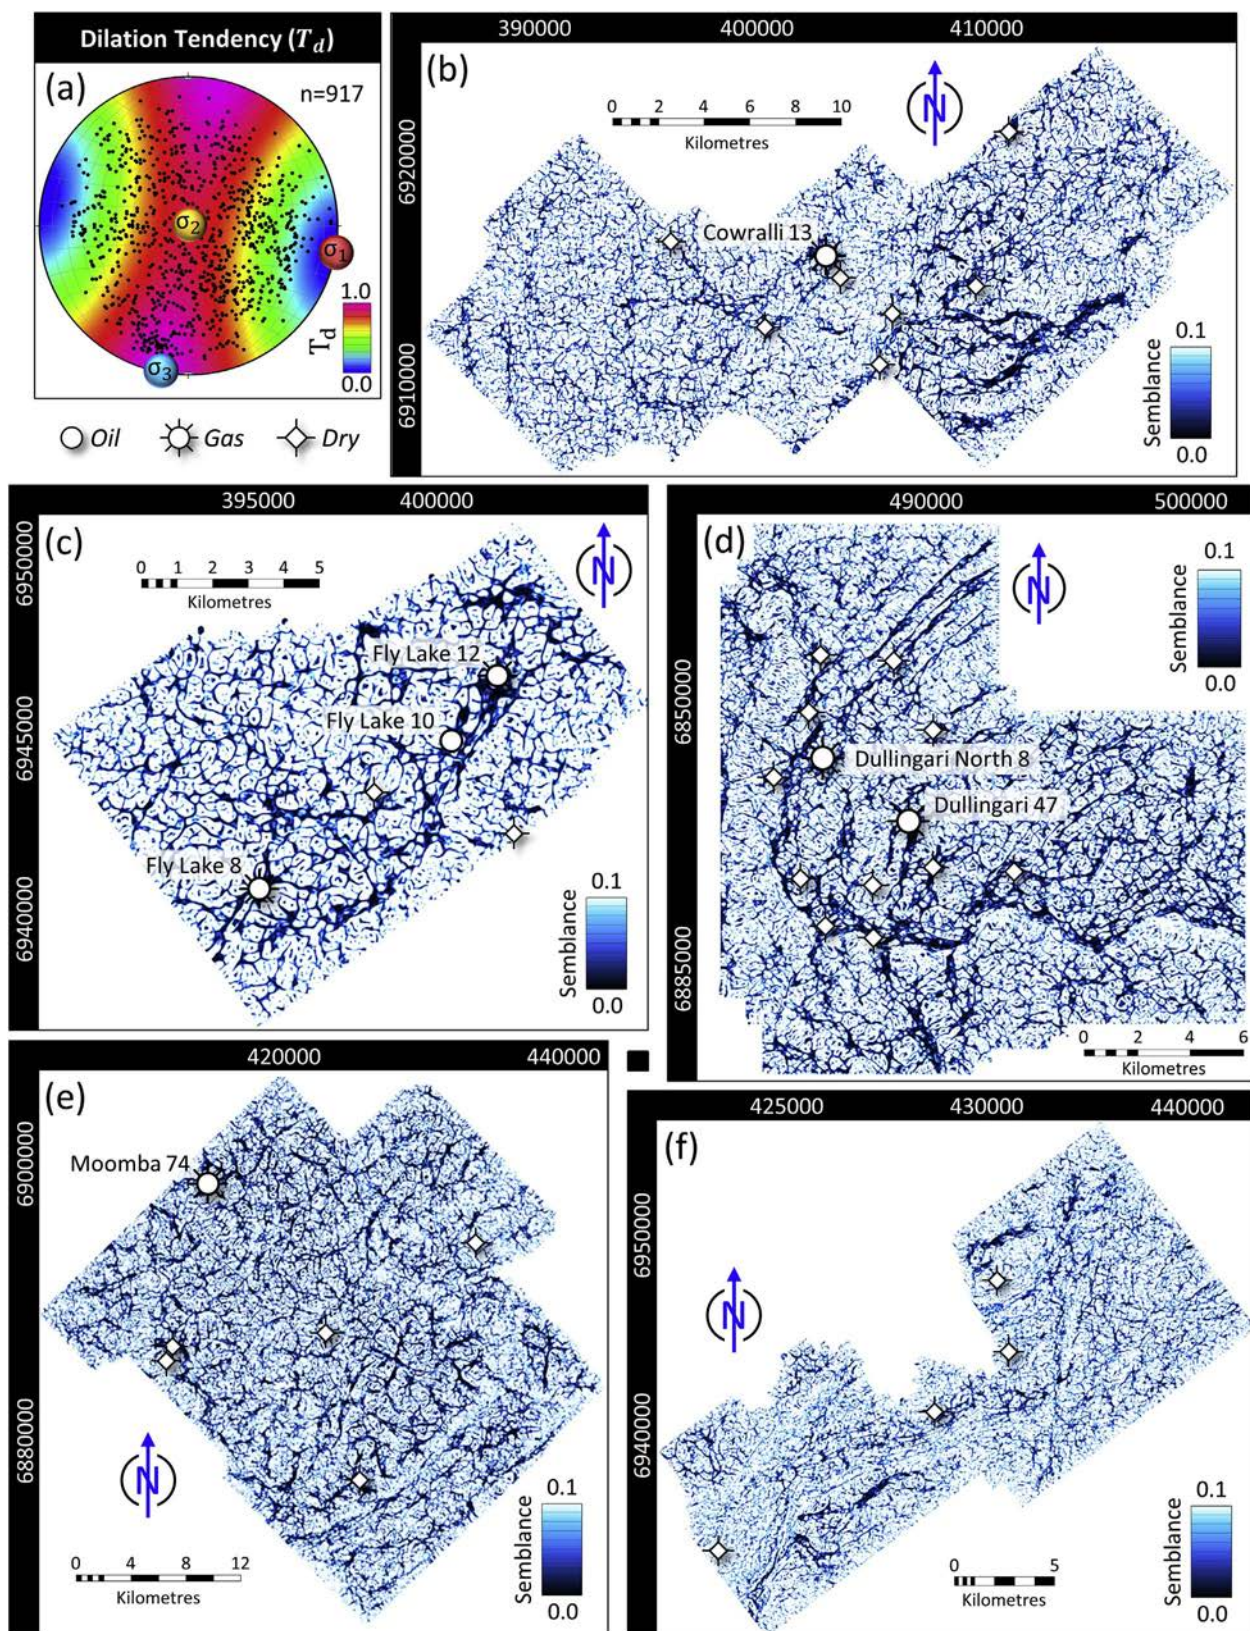 Dilation Tendency (T_d)
(a)
n=917
σ2
σ1
σ3
1.0
T_d
0.0
Oil
Gas
Dry
390000 400000 410000
(b)
0 2 4 6 8 10
Kilometres
N
6920000
6910000
Cowralli 13
0.1
Semblance
0.0
395000 400000
(c)
0 1 2 3 4 5
Kilometres
N
6950000
6945000
6940000
Fly Lake 12
Fly Lake 10
Fly Lake 8
0.1
Semblance
0.0
490000 500000
(d)
N
0.1
Semblance
0.0
6850000
6885000
Dullingari North 8
Dullingari 47
0 2 4 6
Kilometres
420000 440000
(e)
6900000
6880000
Moomba 74
N
0 4 8 12
Kilometres
0.1
Semblance
0.0
425000 430000 440000
(f)
6950000
6940000
N
0 5
Kilometres
0.1
Semblance
0.0